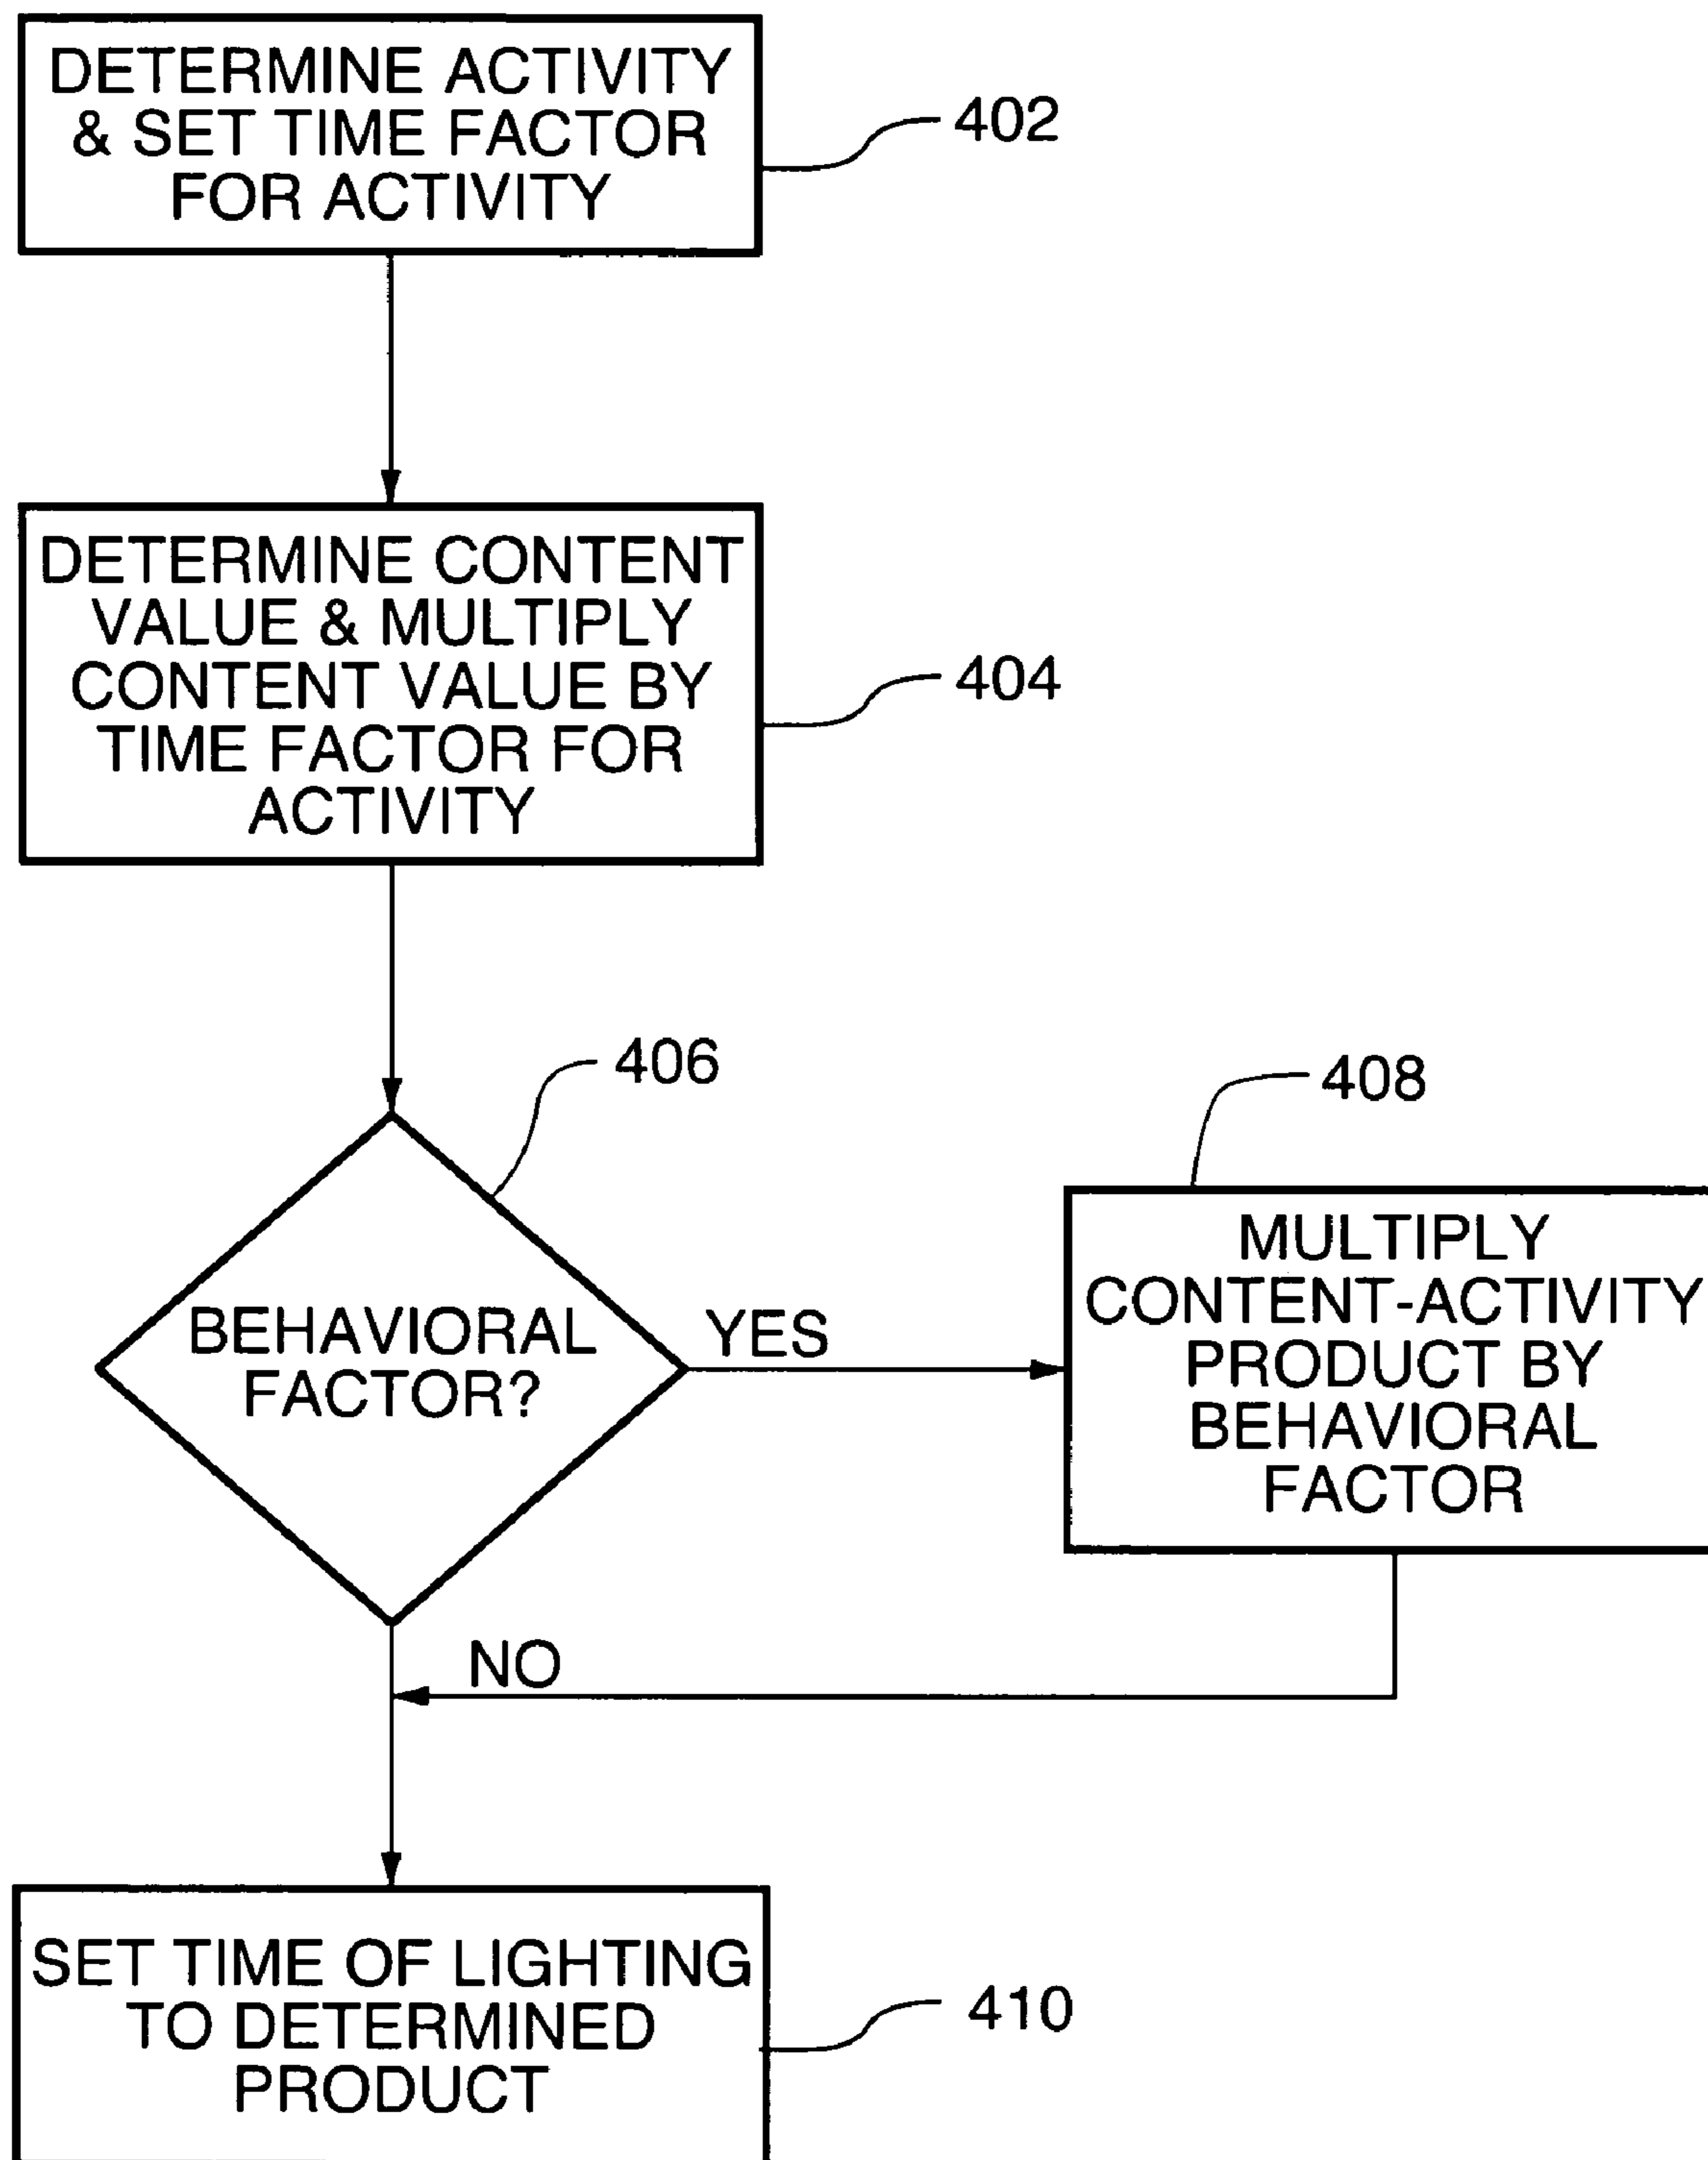 DETERMINE ACTIVITY
& SET TIME FACTOR
FOR ACTIVITY
402
DETERMINE CONTENT
VALUE & MULTIPLY
CONTENT VALUE BY
TIME FACTOR FOR
ACTIVITY
404
406
BEHAVIORAL
FACTOR?
YES
408
MULTIPLY
CONTENT-ACTIVITY
PRODUCT BY
BEHAVIORAL
FACTOR
NO
SET TIME OF LIGHTING
TO DETERMINED
PRODUCT
410